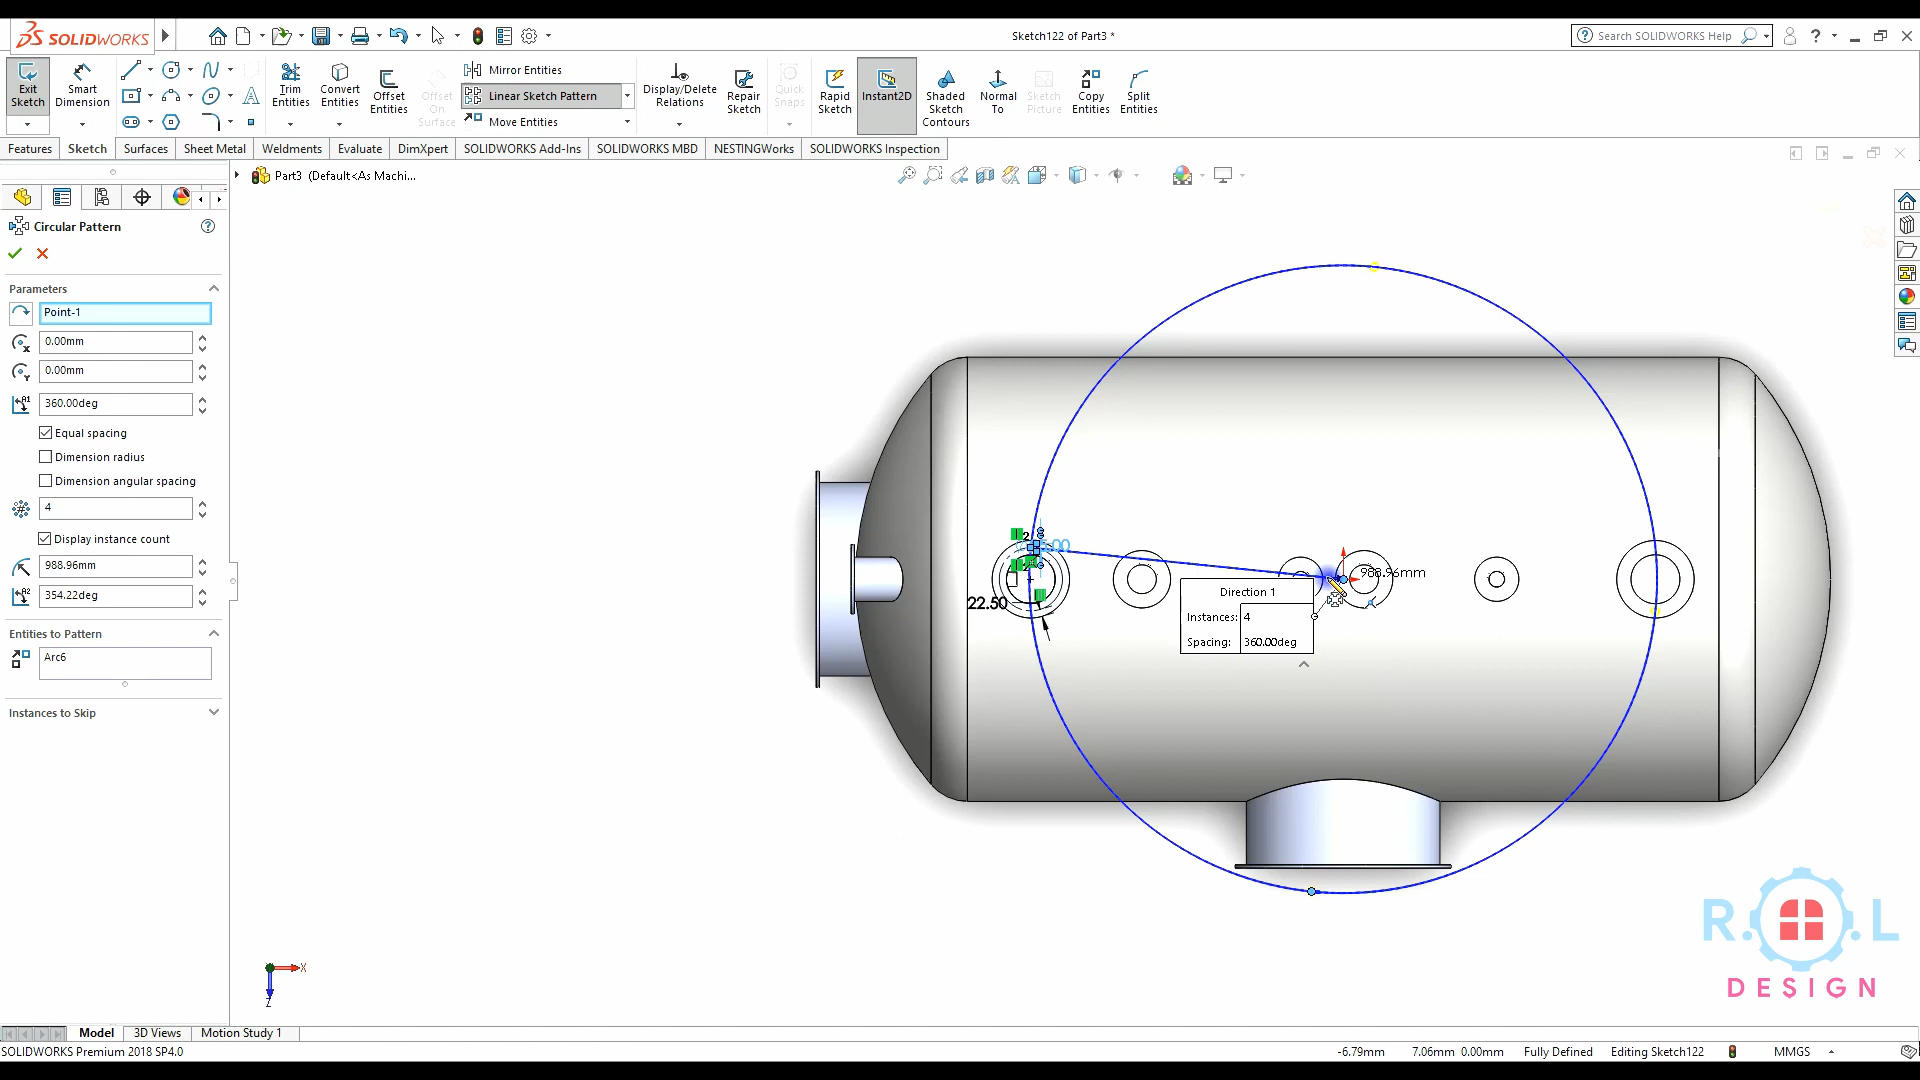 SOLIDWORKS
Sketch122 of Part3 *
Search SOLIDWORKS Help
Exit Sketch
Smart Dimension
Trim Entities
Convert Entities
Offset Entities
Offset On Surface
Mirror Entities
Linear Sketch Pattern
Move Entities
Display/Delete Relations
Repair Sketch
Quick Snaps
Rapid Sketch
Instant2D
Shaded Sketch Contours
Normal To
Sketch Picture
Copy Entities
Split Entities
Features
Sketch
Surfaces
Sheet Metal
Weldments
Evaluate
DimXpert
SOLIDWORKS Add-Ins
SOLIDWORKS MBD
NESTINGWorks
SOLIDWORKS Inspection
Part3 (Default<As Machi...
Circular Pattern
Parameters
Point-1
0.00mm
0.00mm
360.00deg
Equal spacing
Dimension radius
Dimension angular spacing
4
Display instance count
988.96mm
354.22deg
Entities to Pattern
Arc6
Instances to Skip
22.50
988.96mm
Direction 1
Instances: 4
Spacing: 360.00deg
X
Z
R.O.L
DESIGN
Model
3D Views
Motion Study 1
SOLIDWORKS Premium 2018 SP4.0
-6.79mm
7.06mm 0.00mm
Fully Defined
Editing Sketch122
MMGS